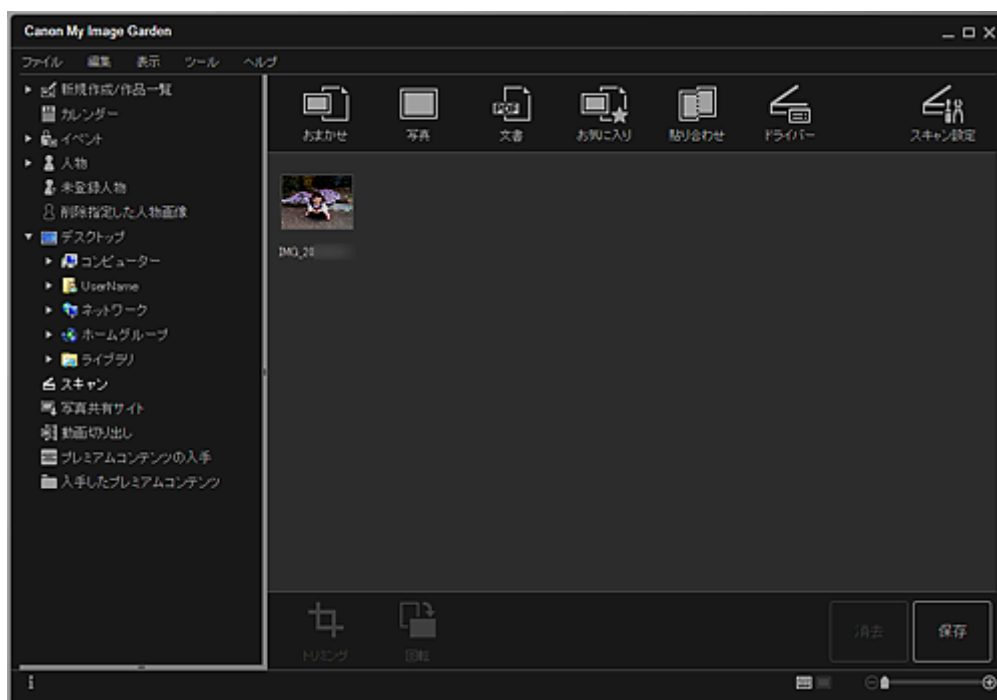 Canon My Image Garden
ファイル 編集 表示 ツール ヘルプ
新規作成/作品一覧
カレンダー
イベント
人物
未登録人物
削除指定した人物画像
デスクトップ
コンピューター
UserName
ネットワーク
ホームグループ
ライブラリ
スキャン
写真共有サイト
動画切り出し
プレミアムコンテンツの入手
入手したプレミアムコンテンツ
おまかせ 写真 文書 お気に入り 貼り合わせ ドライバー スキャン設定
PDF
IMG_20
トリミング 回転 消去 保存